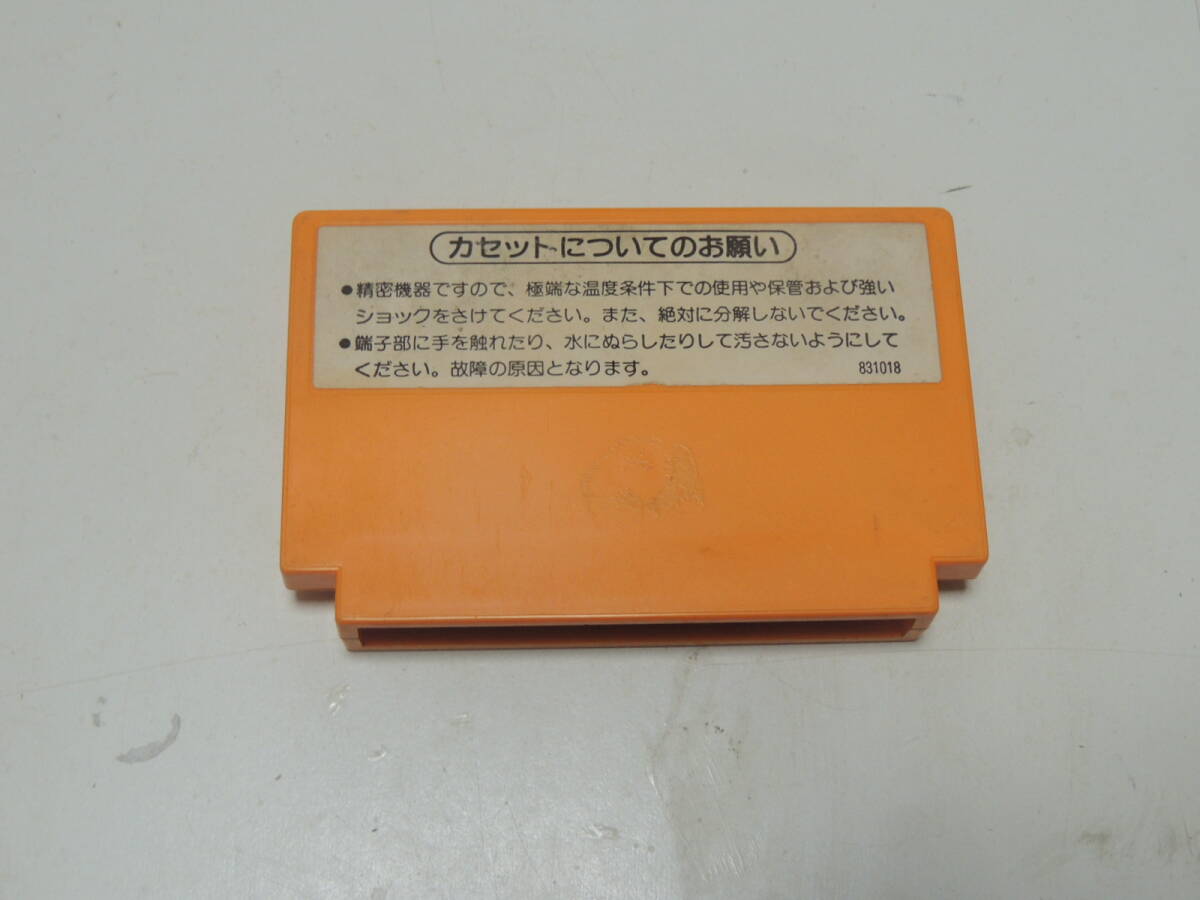 カセットについてのお願い
●精密機器ですので、極端な温度条件下での使用や保管および強い
ショックをさけてください。また、絶対に分解しないでください。
●端子部に手を触れたり、水にぬらしたりして汚さないようにして
ください。故障の原因となります。 831018